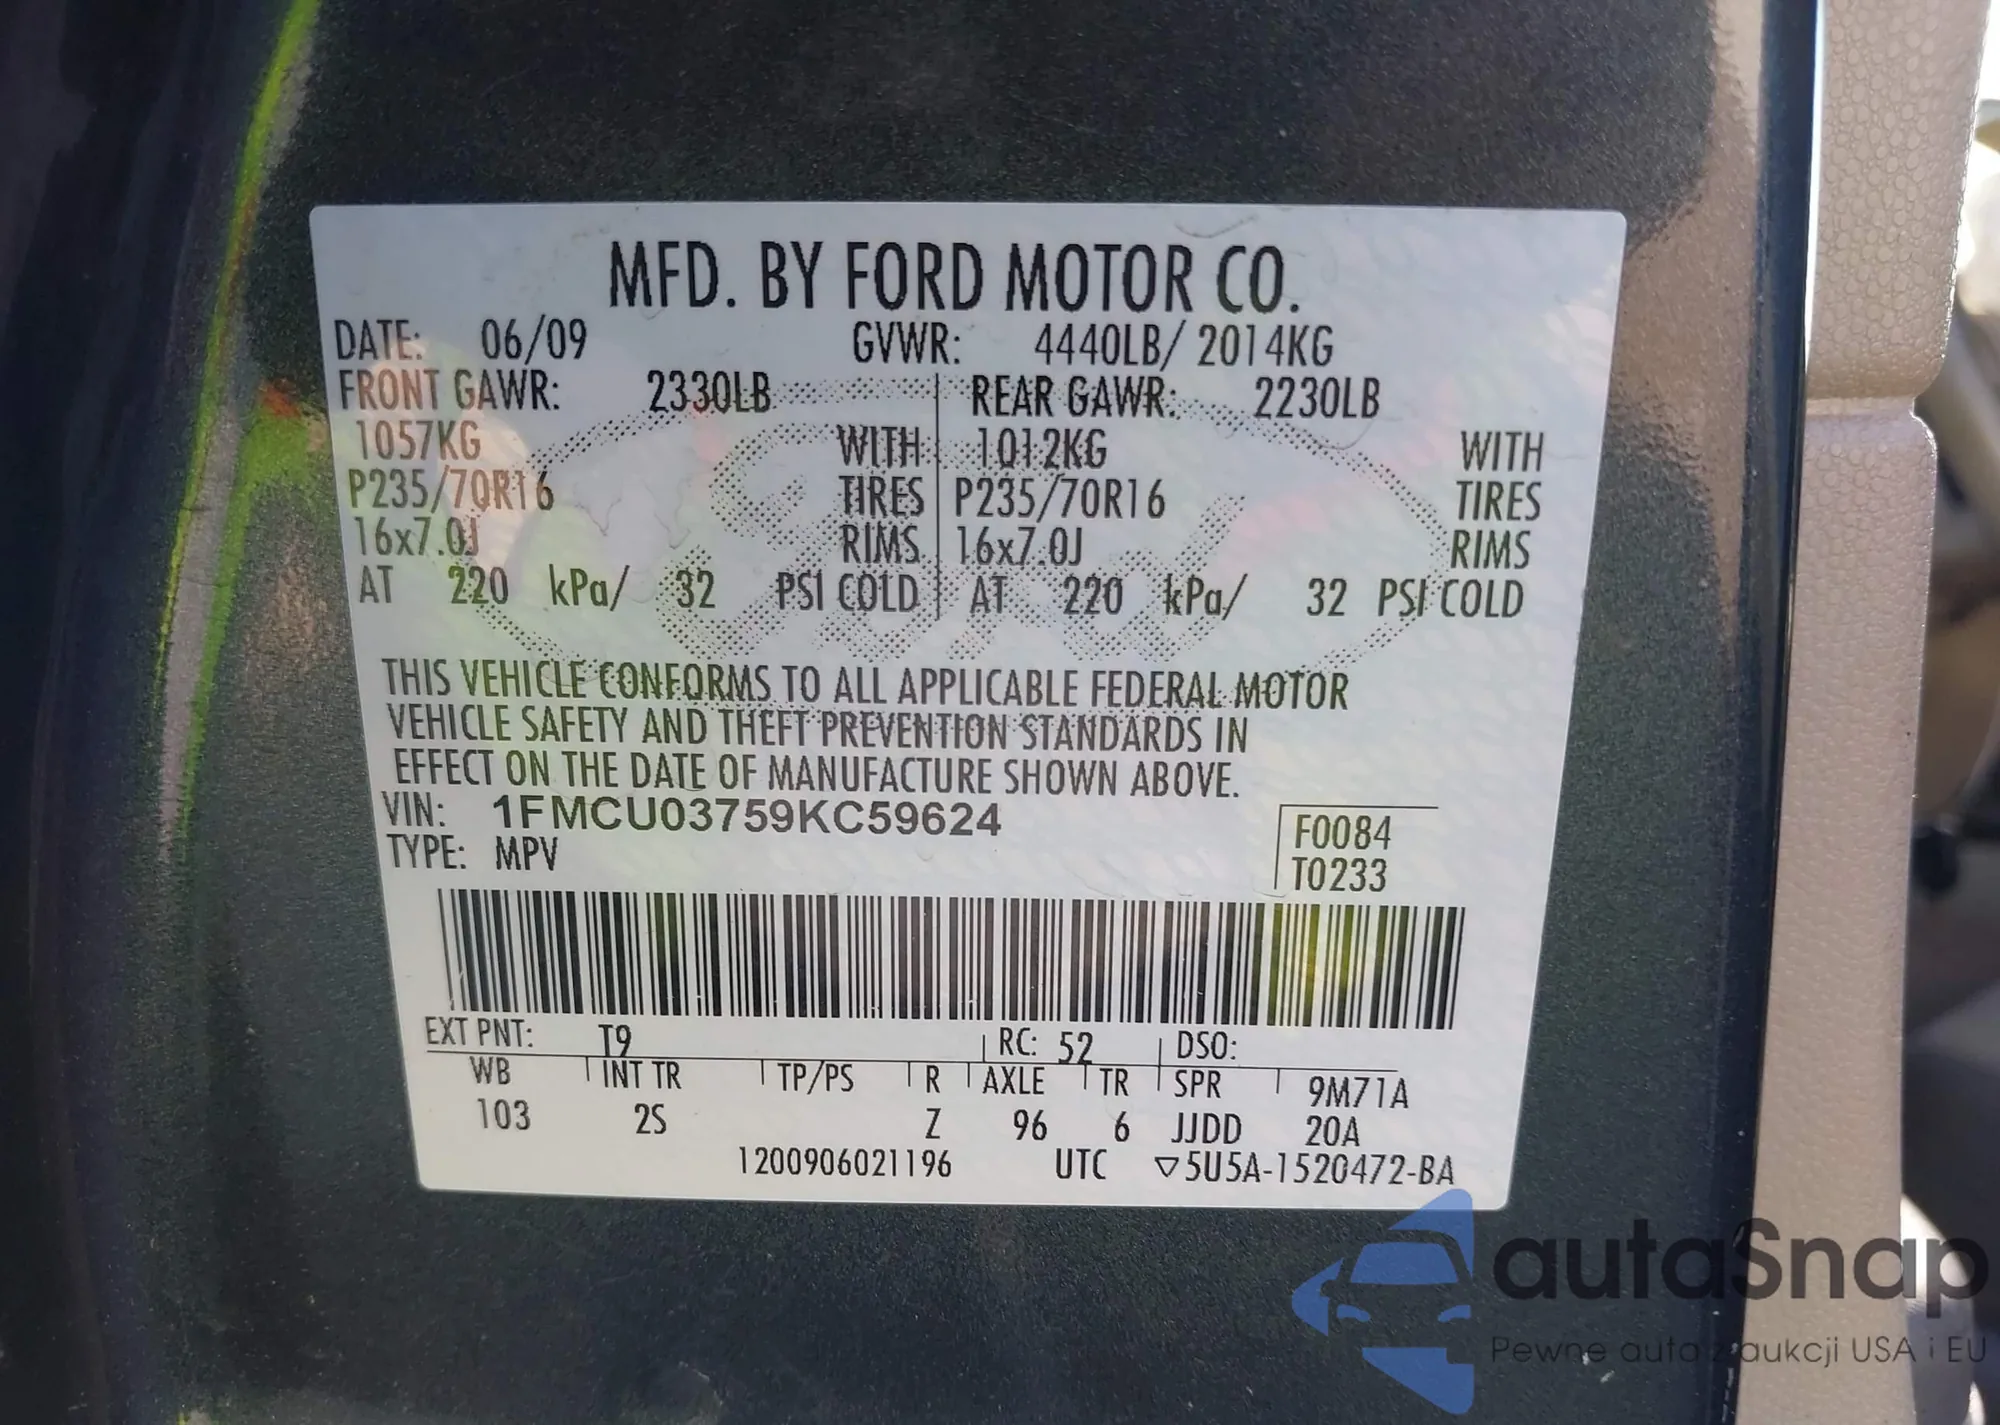 MFD. BY FORD MOTOR CO.
DATE: 06/09 GVWR: 4440LB/ 2014KG
FRONT GAWR: 2330LB REAR GAWR: 2230LB
1057KG WITH 1012KG WITH
P235/70R16 TIRES P235/70R16 TIRES
16x7.0J RIMS 16x7.0J RIMS
AT 220 kPa/ 32 PSI COLD AT 220 kPa/ 32 PSI COLD
Ford
THIS VEHICLE CONFORMS TO ALL APPLICABLE FEDERAL MOTOR
VEHICLE SAFETY AND THEFT PREVENTION STANDARDS IN
EFFECT ON THE DATE OF MANUFACTURE SHOWN ABOVE.
VIN: 1FMCU03759KC59624
TYPE: MPV
F0084
T0233
EXT PNT: T9 RC: 52 DSO:
WB INT TR TP/PS R AXLE TR SPR 9M71A
103 2S Z 96 6 JJDD 20A
1200906021196 UTC ▽5U5A-1520472-BA
autaSnap
Pewne auta z aukcji USA i EU